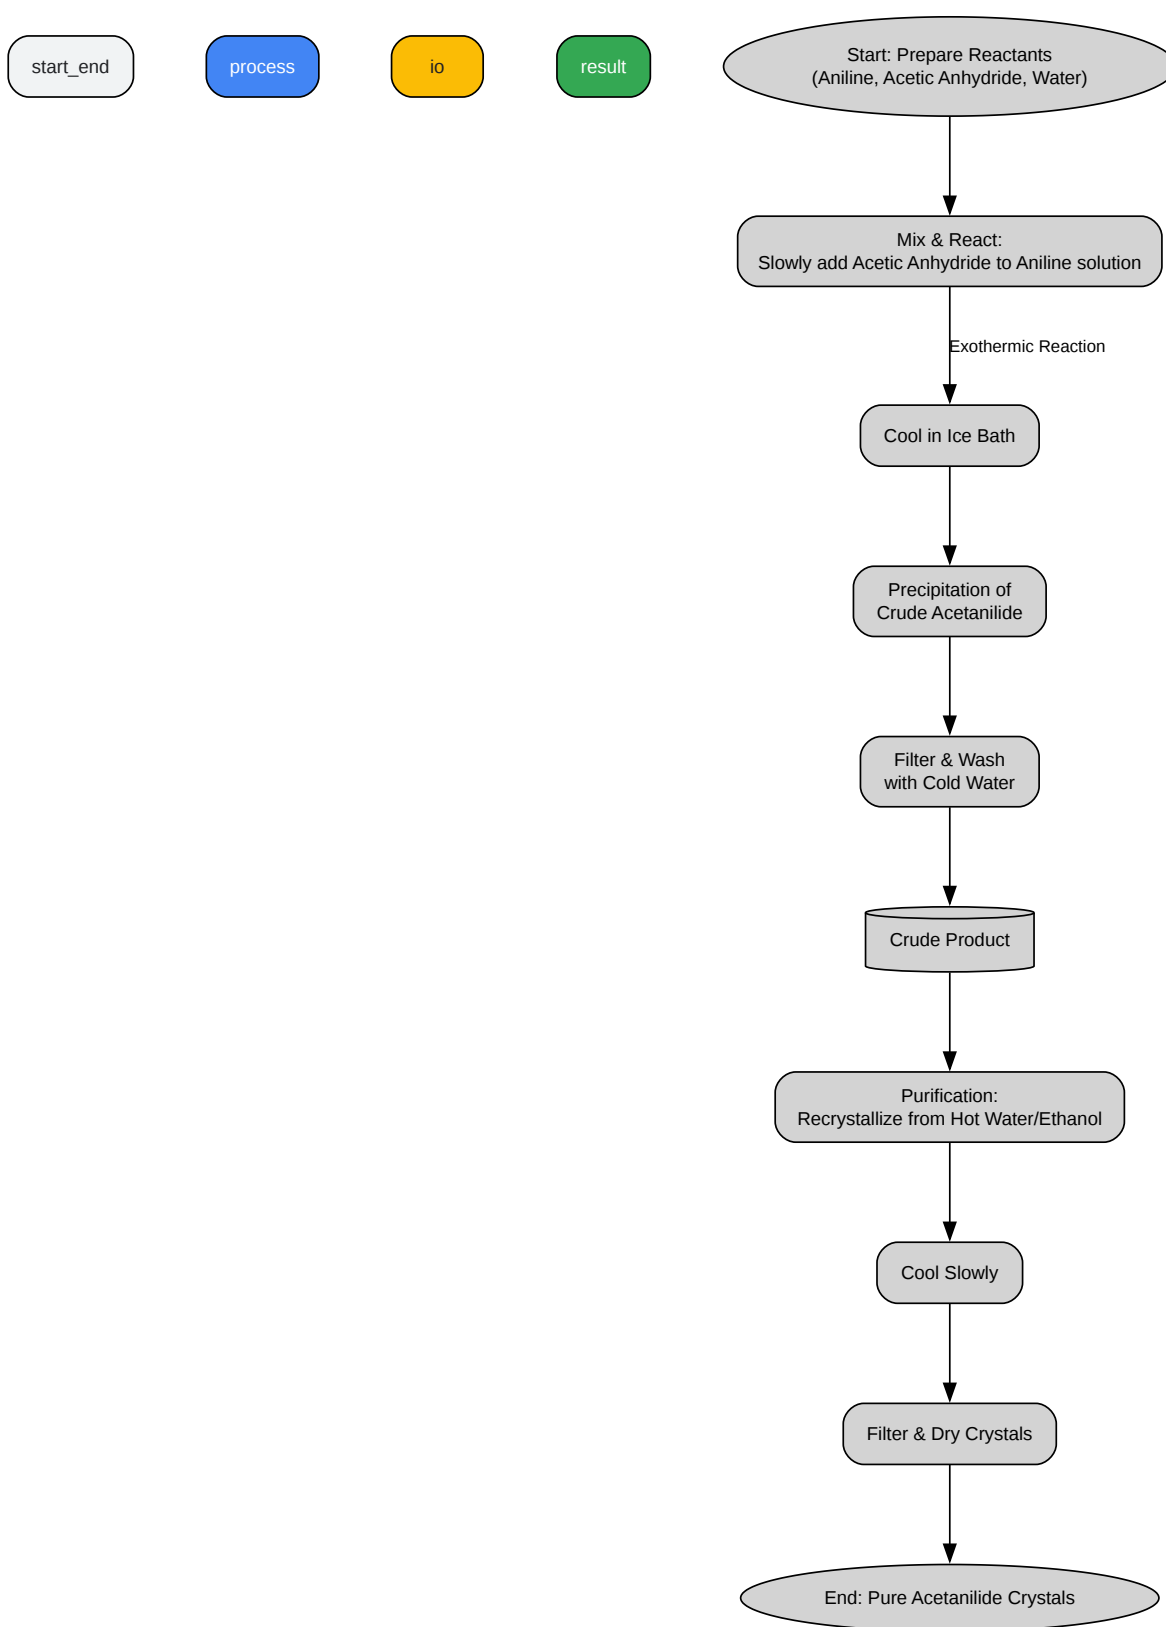 start_end
process
io
result
Start: Prepare Reactants
(Aniline, Acetic Anhydride, Water)
Mix & React:
Slowly add Acetic Anhydride to Aniline solution
Exothermic Reaction
Cool in Ice Bath
Precipitation of
Crude Acetanilide
Filter & Wash
with Cold Water
Crude Product
Purification:
Recrystallize from Hot Water/Ethanol
Cool Slowly
Filter & Dry Crystals
End: Pure Acetanilide Crystals